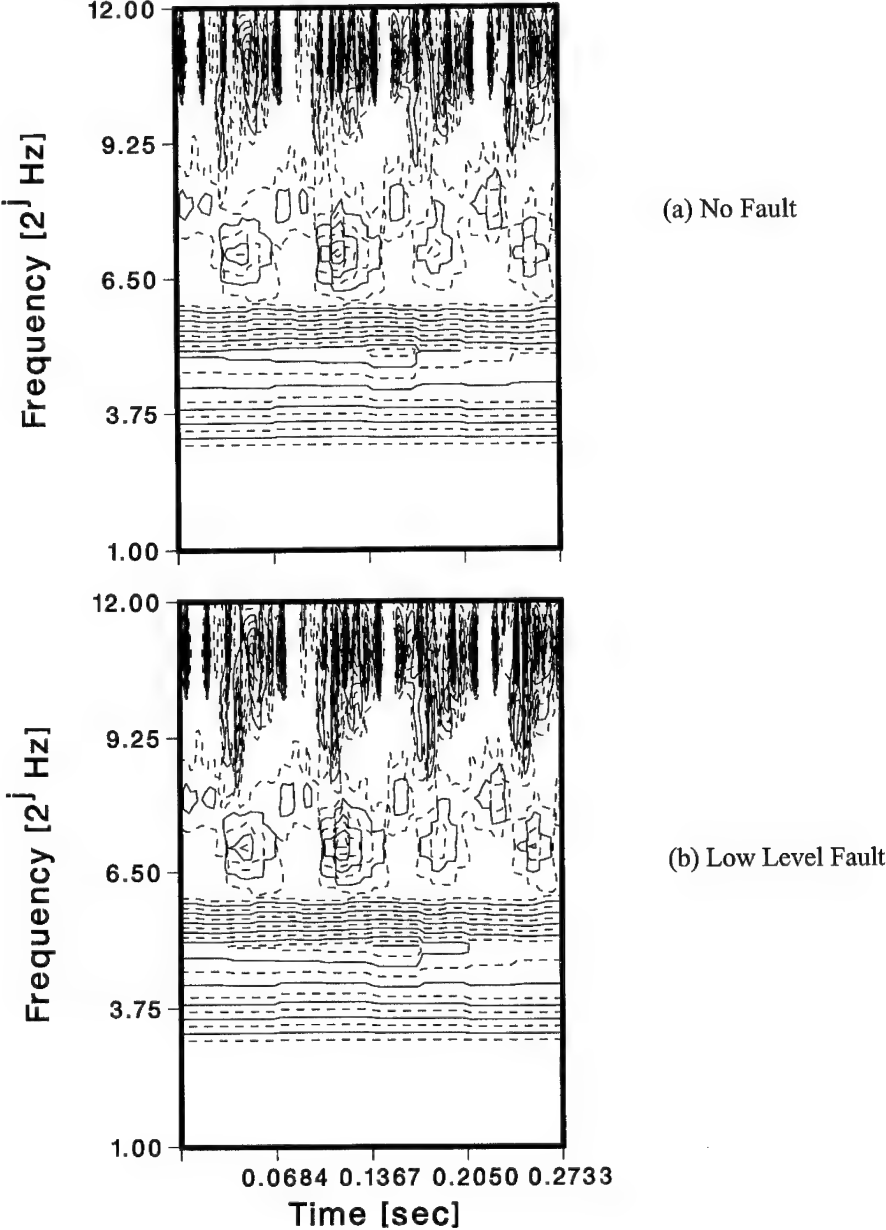 12.00
9.25
6.50
3.75
1.00
Frequency [2^j Hz]
(a) No Fault
12.00
9.25
6.50
3.75
1.00
Frequency [2^j Hz]
(b) Low Level Fault
0.0684 0.1367 0.2050 0.2733
Time [sec]